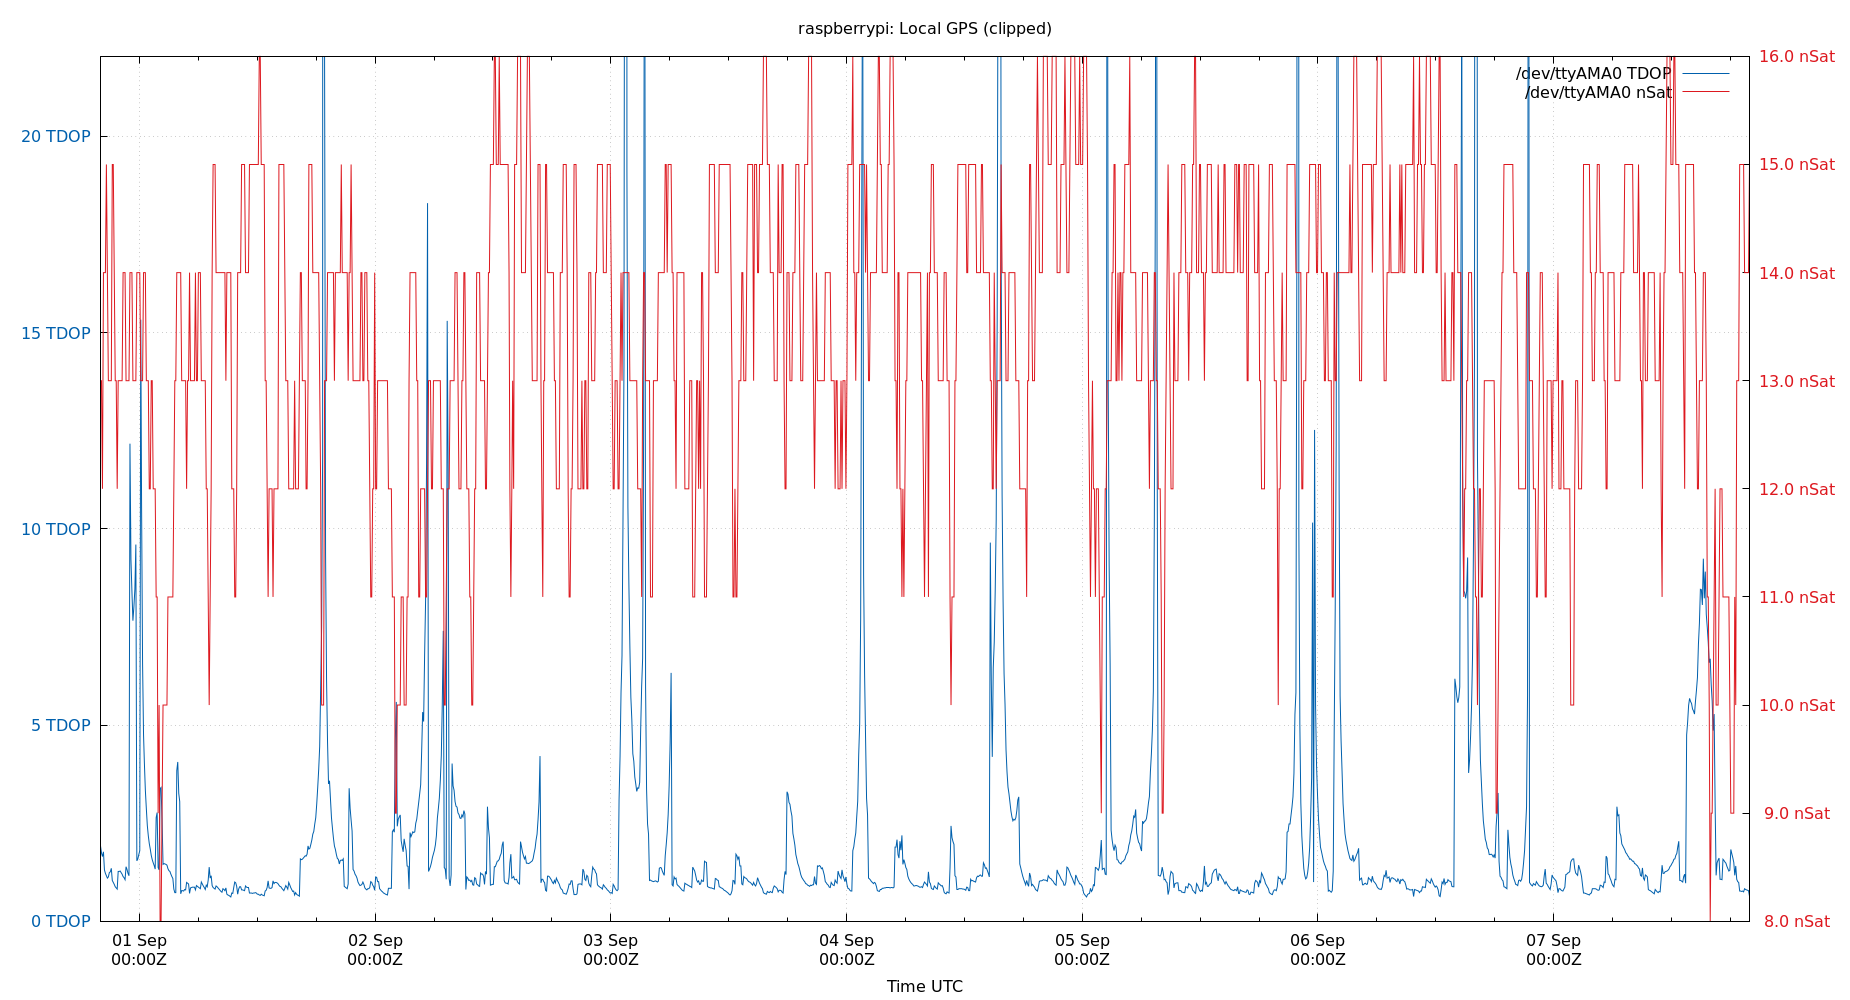 raspberrypi: Local GPS (clipped)
/dev/ttyAMA0 TDOP
/dev/ttyAMA0 nSat
20 TDOP
15 TDOP
10 TDOP
5 TDOP
0 TDOP
16.0 nSat
15.0 nSat
14.0 nSat
13.0 nSat
12.0 nSat
11.0 nSat
10.0 nSat
9.0 nSat
8.0 nSat
01 Sep
00:00Z
02 Sep
00:00Z
03 Sep
00:00Z
04 Sep
00:00Z
05 Sep
00:00Z
06 Sep
00:00Z
07 Sep
00:00Z
Time UTC